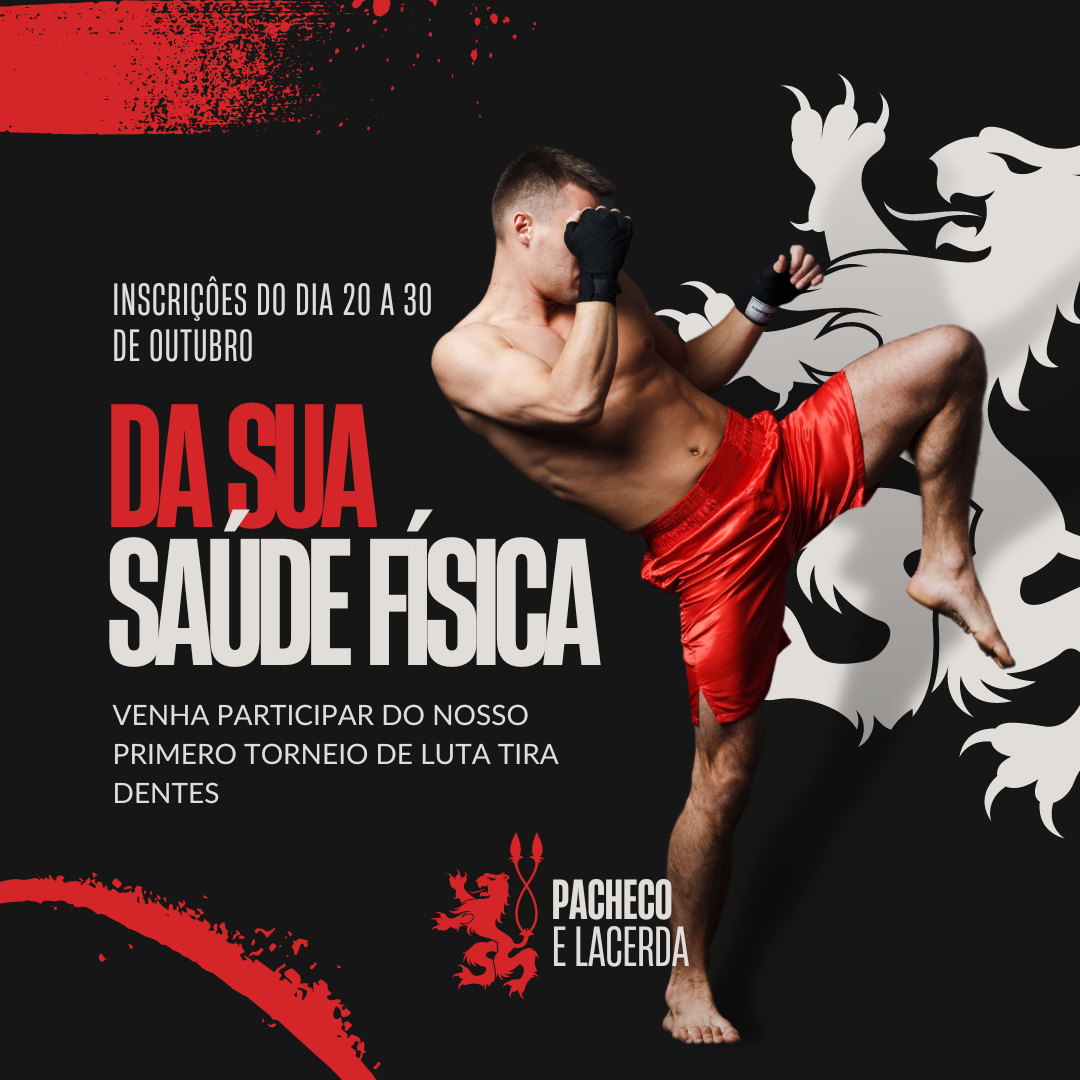 INSCRIÇÔES DO DIA 20 A 30
DE OUTUBRO
DA SUA
SAÚDE FÍSICA
VENHA PARTICIPAR DO NOSSO
PRIMERO TORNEIO DE LUTA TIRA
DENTES
PACHECO
E LACERDA